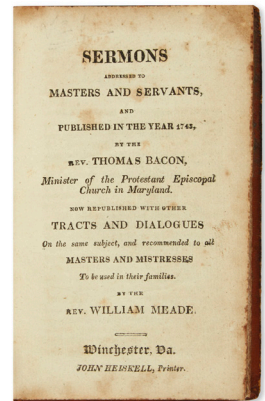 SERMONS
ADDRESSED TO
MASTERS AND SERVANTS,
AND
PUBLISHED IN THE YEAR 1743,
BY THE
REV. THOMAS BACON,
Minister of the Protestant Episcopal
Church in Maryland.
NOW REPUBLISHED WITH OTHER
TRACTS AND DIALOGUES
On the same subject, and recommended to all
MASTERS AND MISTRESSES
To be used in their families.
BY THE
REV. WILLIAM MEADE.
Winchester, Va.
JOHN HEISKELL, Printer.